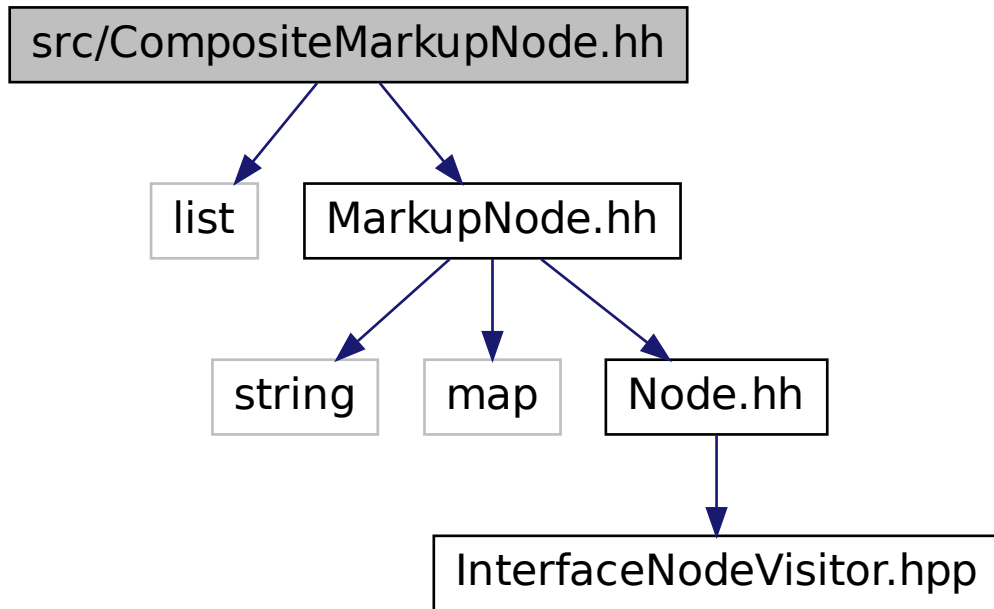 src/CompositeMarkupNode.hh
list
MarkupNode.hh
string
map
Node.hh
InterfaceNodeVisitor.hpp